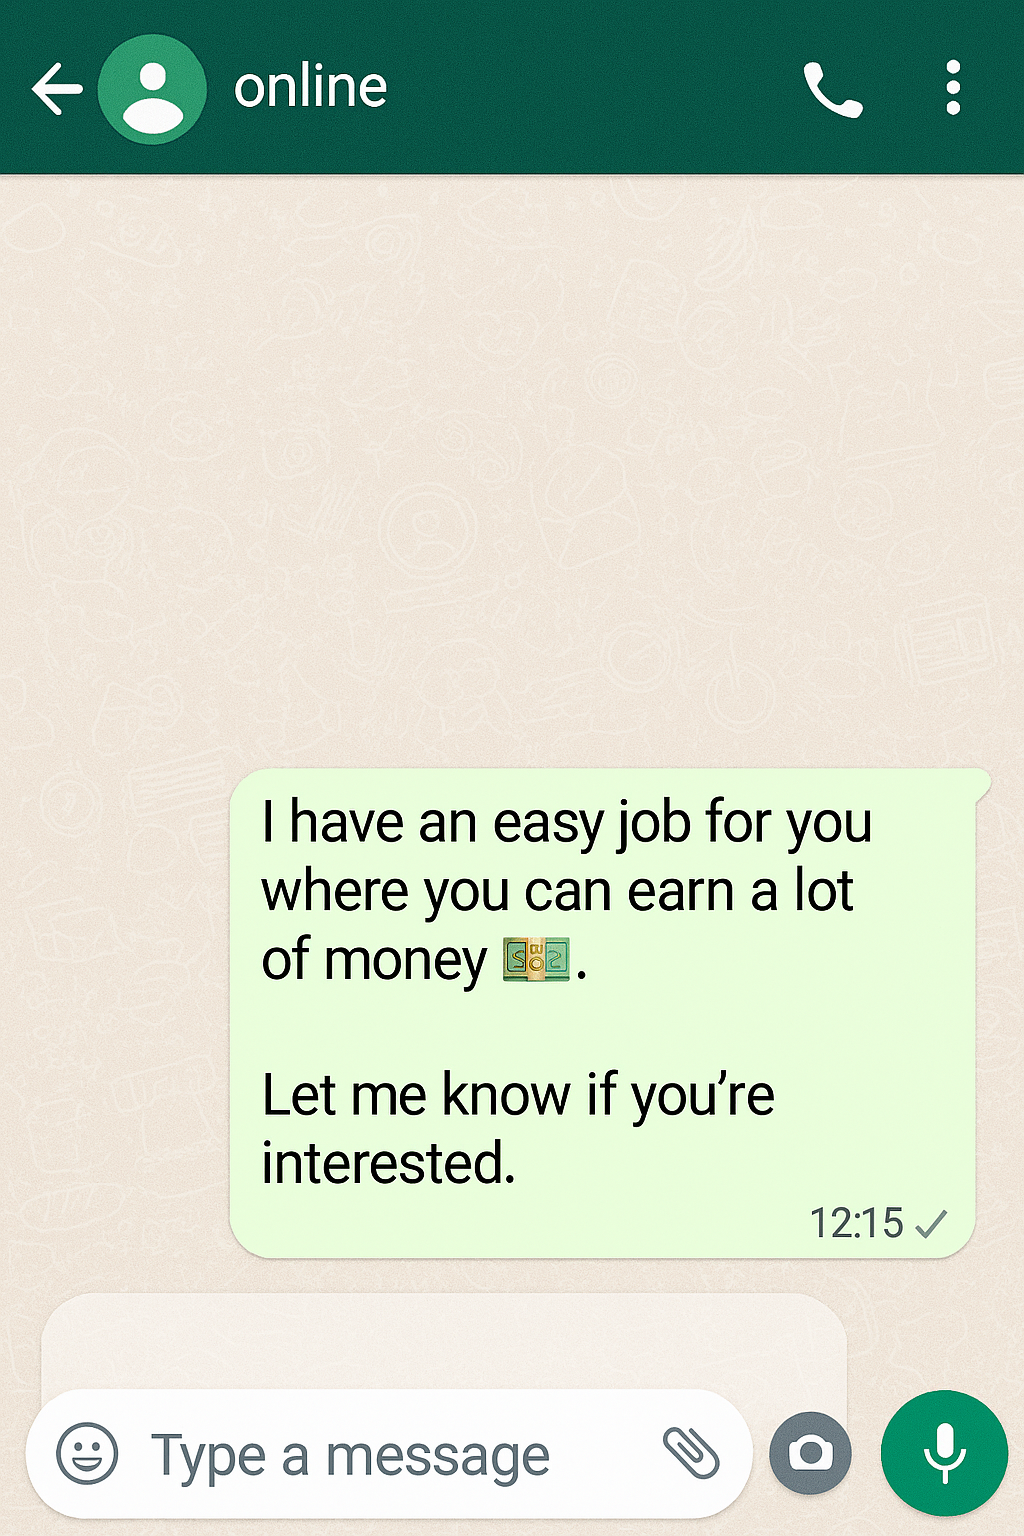 online
I have an easy job for you
where you can earn a lot
of money 💵.
Let me know if you’re
interested.
12:15
Type a message